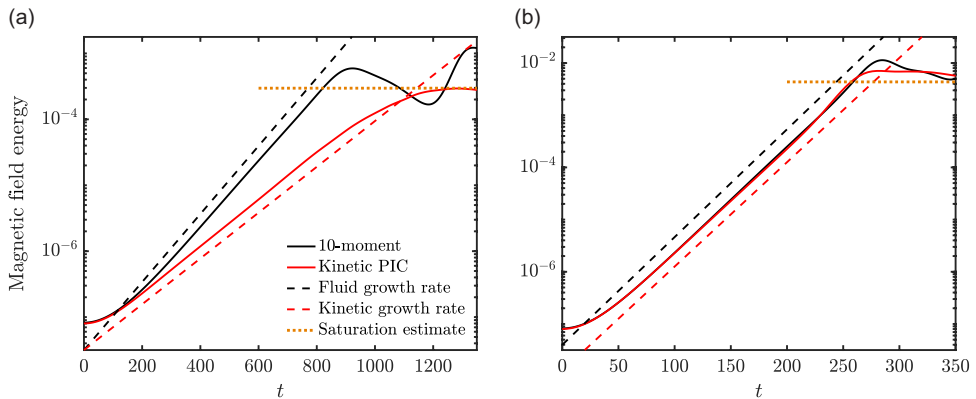 (a)
Magnetic field energy
10⁻⁴
10⁻⁶
0 200 400 600 800 1000 1200
t
10-moment
Kinetic PIC
Fluid growth rate
Kinetic growth rate
Saturation estimate
(b)
10⁻²
10⁻⁴
10⁻⁶
0 50 100 150 200 250 300 350
t